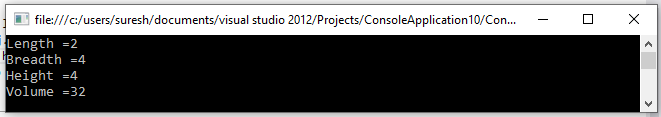 file:///c:/users/suresh/documents/visual studio 2012/Projects/ConsoleApplication10/Con...
Length =2
Breadth =4
Height =4
Volume =32